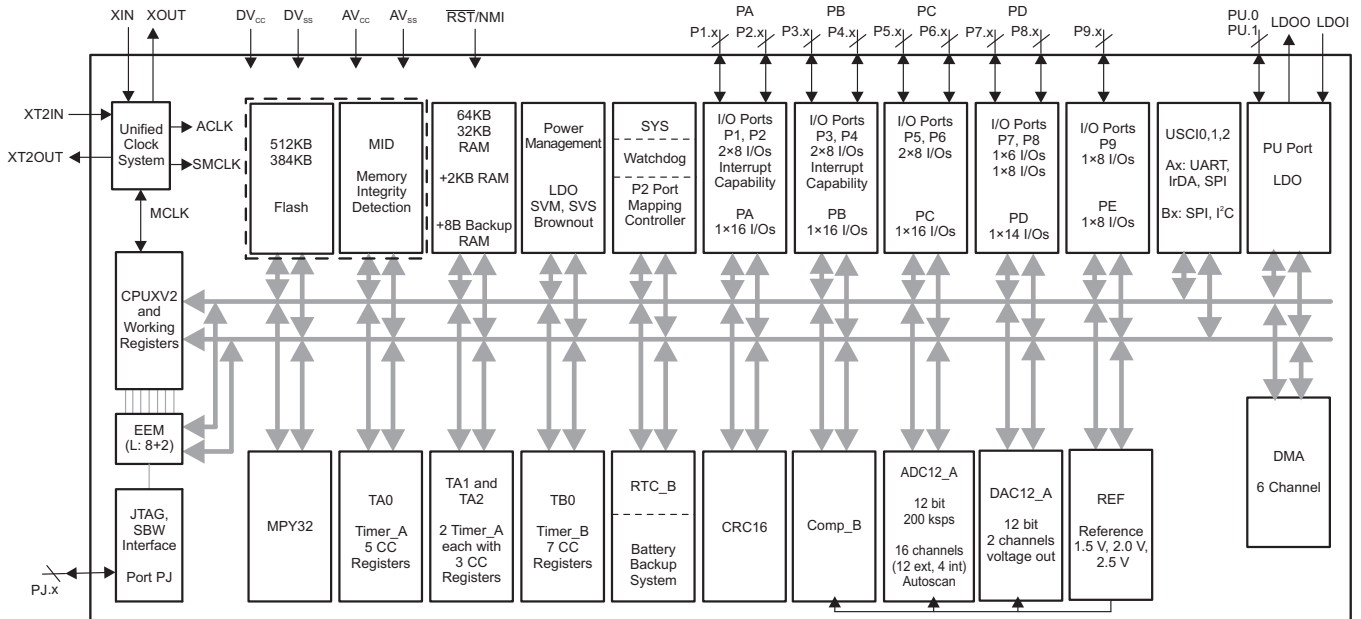 XIN XOUT DVCC DVSS AVCC AVSS RST/NMI PA PB PC PD PU.0 LDOO LDOI
P1.x P2.x P3.x P4.x P5.x P6.x P7.x P8.x P9.x PU.1
XT2IN
XT2OUT
Unified
Clock
System
ACLK
SMCLK
MCLK
512KB
384KB
Flash
MID
Memory
Integrity
Detection
64KB
32KB
RAM
+2KB RAM
+8B Backup
RAM
Power
Management
LDO
SVM, SVS
Brownout
SYS
Watchdog
P2 Port
Mapping
Controller
I/O Ports
P1, P2
2×8 I/Os
Interrupt
Capability
PA
1×16 I/Os
I/O Ports
P3, P4
2×8 I/Os
Interrupt
Capability
PB
1×16 I/Os
I/O Ports
P5, P6
2×8 I/Os
PC
1×16 I/Os
I/O Ports
P7, P8
1×6 I/Os
1×8 I/Os
PD
1×14 I/Os
I/O Ports
P9
1×8 I/Os
PE
1×8 I/Os
USCI0,1,2
Ax: UART,
IrDA, SPI
Bx: SPI, I²C
PU Port
LDO
CPUXV2
and
Working
Registers
EEM
(L: 8+2)
JTAG,
SBW
Interface
Port PJ
PJ.x
MPY32
TA0
Timer_A
5 CC
Registers
TA1 and
TA2
2 Timer_A
each with
3 CC
Registers
TB0
Timer_B
7 CC
Registers
RTC_B
Battery
Backup
System
CRC16
Comp_B
ADC12_A
12 bit
200 ksps
16 channels
(12 ext, 4 int)
Autoscan
DAC12_A
12 bit
2 channels
voltage out
REF
Reference
1.5 V, 2.0 V,
2.5 V
DMA
6 Channel